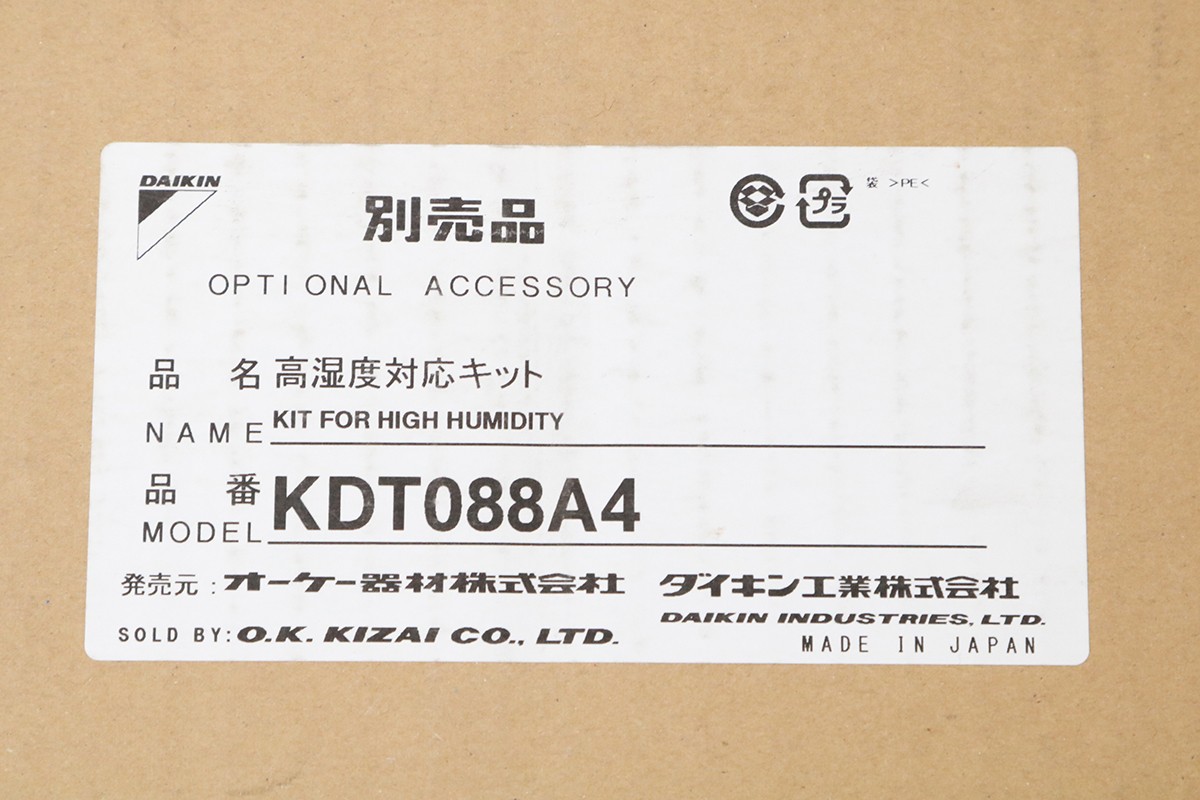 DAIKIN
別売品
プラ
袋 >PE<
OPTIONAL ACCESSORY
品 名 高湿度対応キット
NAME KIT FOR HIGH HUMIDITY
品 番
MODEL KDT088A4
発売元:オーケー器材株式会社 ダイキン工業株式会社
DAIKIN INDUSTRIES, LTD.
SOLD BY: O.K. KIZAI CO., LTD.
MADE IN JAPAN